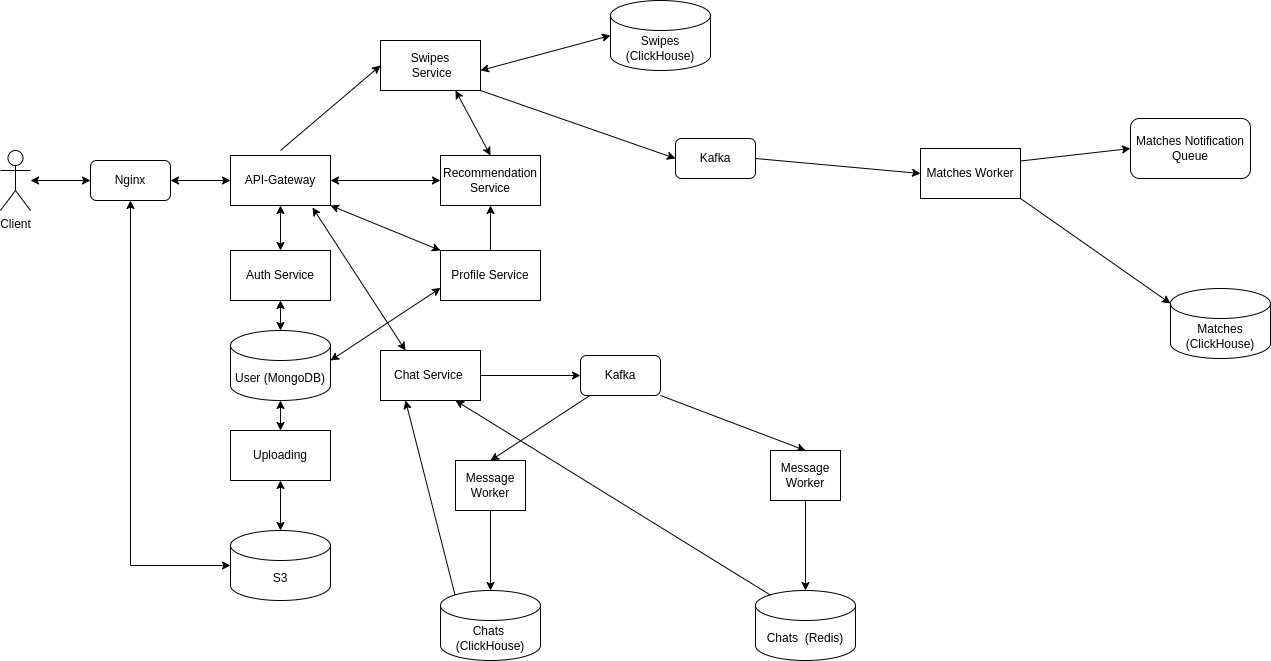 Swipes
(ClickHouse)
Swipes
Service
Matches Notification
Queue
Kafka
Matches Worker
Client
Nginx
API-Gateway
Recommendation
Service
Auth Service
Profile Service
Matches
(ClickHouse)
User (MongoDB)
Chat Service
Kafka
Uploading
Message
Worker
Message
Worker
S3
Chats
(ClickHouse)
Chats (Redis)